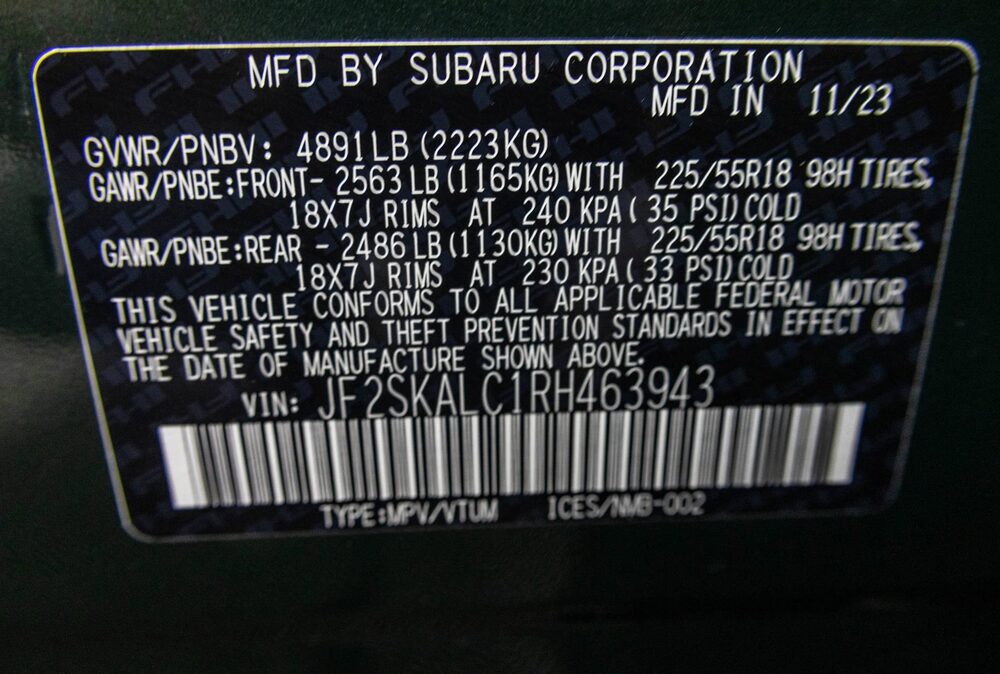 MFD BY SUBARU CORPORATION
MFD IN 11/23
GVWR/PNBV: 4891LB (2223KG)
GAWR/PNBE:FRONT- 2563 LB (1165KG) WITH 225/55R18 98H TIRES,
18X7J RIMS AT 240 KPA ( 35 PSI) COLD
GAWR/PNBE:REAR - 2486 LB (1130KG) WITH 225/55R18 98H TIRES,
18X7J RIMS AT 230 KPA ( 33 PSI) COLD
THIS VEHICLE CONFORMS TO ALL APPLICABLE FEDERAL MOTOR
VEHICLE SAFETY AND THEFT PREVENTION STANDARDS IN EFFECT ON
THE DATE OF MANUFACTURE SHOWN ABOVE.
VIN: JF2SKALC1RH463943
TYPE:MPV/VTUM ICES/NMB-002